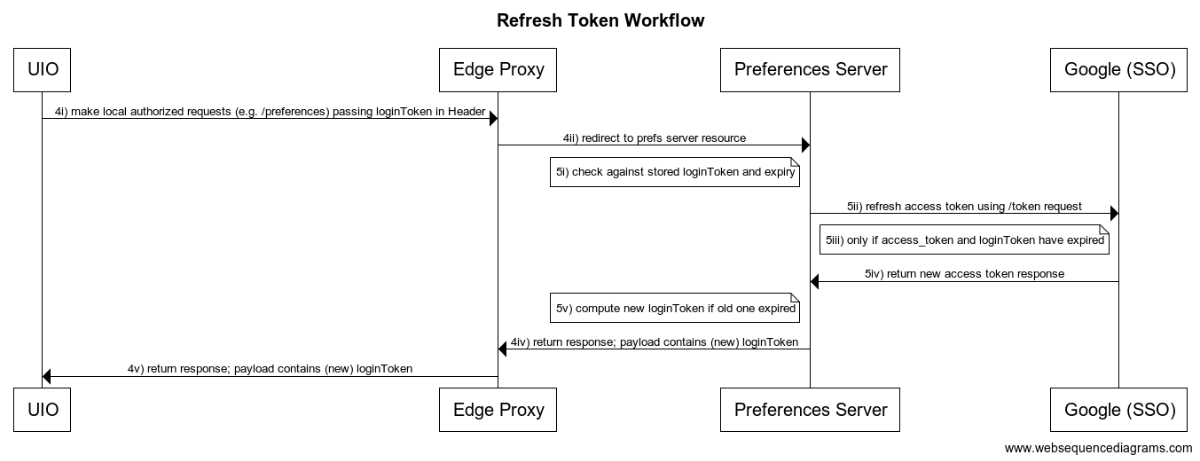 Refresh Token Workflow
UIO
Edge Proxy
Preferences Server
Google (SSO)
4i) make local authorized requests (e.g. /preferences) passing loginToken in Header
4ii) redirect to prefs server resource
5i) check against stored loginToken and expiry
5ii) refresh access token using /token request
5iii) only if access_token and loginToken have expired
5iv) return new access token response
5v) compute new loginToken if old one expired
4iv) return response; payload contains (new) loginToken
4v) return response; payload contains (new) loginToken
UIO
Edge Proxy
Preferences Server
Google (SSO)
www.websequencediagrams.com